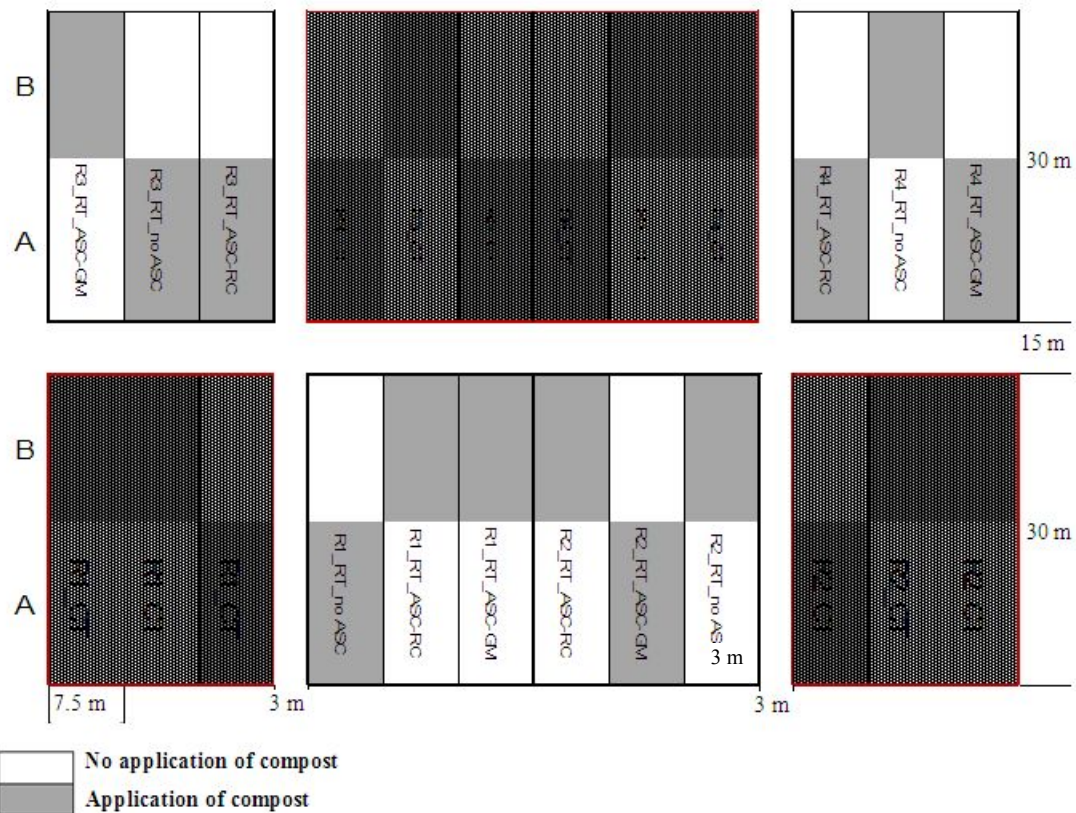 B
A
R3_RT_ASC-GM
R3_RT_no ASC
R3_RT_ASC-RC
R4_RT_ASC-RC
R4_RT_no ASC
R4_RT_ASC-GM
30 m
15 m
B
A
R1_CT
R1_CT
R1_RT_no ASC
R1_RT_ASC-RC
R1_RT_ASC-GM
R2_RT_ASC-RC
R2_RT_ASC-GM
R2_RT_no AS
3 m
R2_CT
R2_CT
R2_CT
30 m
7.5 m
3 m
3 m
No application of compost
Application of compost